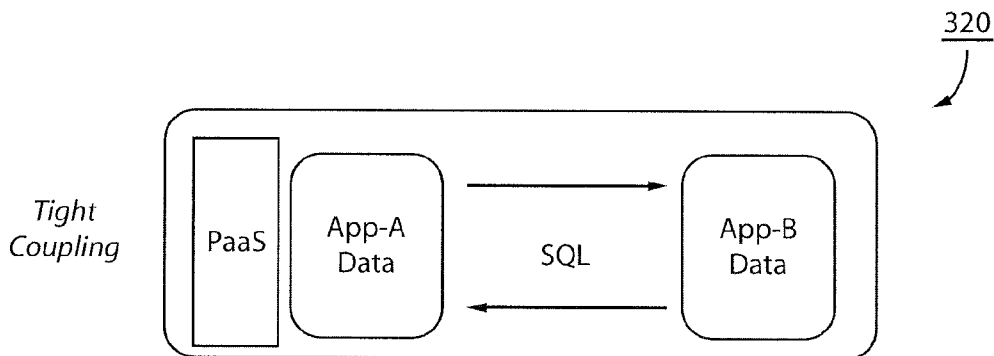 320
Tight
Coupling
PaaS
App-A
Data
SQL
App-B
Data